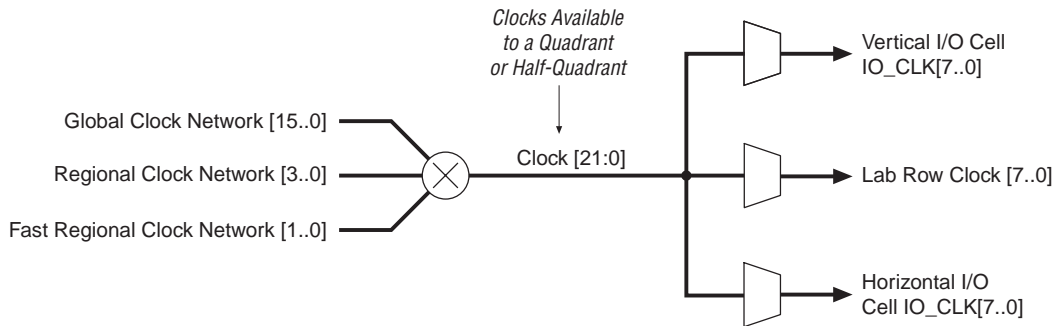 Clocks Available
to a Quadrant
or Half-Quadrant
Vertical I/O Cell
IO_CLK[7..0]
Global Clock Network [15..0]
Clock [21:0]
Regional Clock Network [3..0]
Lab Row Clock [7..0]
Fast Regional Clock Network [1..0]
Horizontal I/O
Cell IO_CLK[7..0]